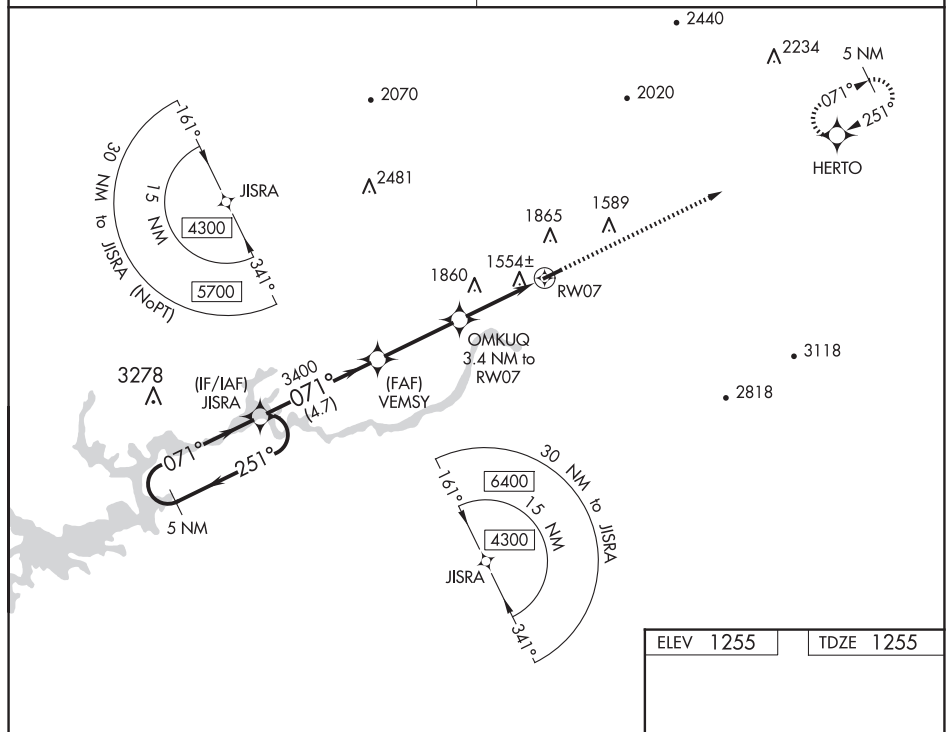 2440
2234
5 NM
071°
251°
HERTO
2070
2020
161°
30 NM to JISRA (NoPT)
15 NM
JISRA
4300
341°
5700
2481
1865
1589
1860
1554±
RW07
OMKUQ
3.4 NM to
RW07
3278
(IF/IAF)
JISRA
3400
071°
(4.7)
(FAF)
VEMSY
3118
2818
071°
251°
5 NM
30 NM to JISRA
161°
6400
15 NM
4300
JISRA
341°
ELEV 1255
TDZE 1255